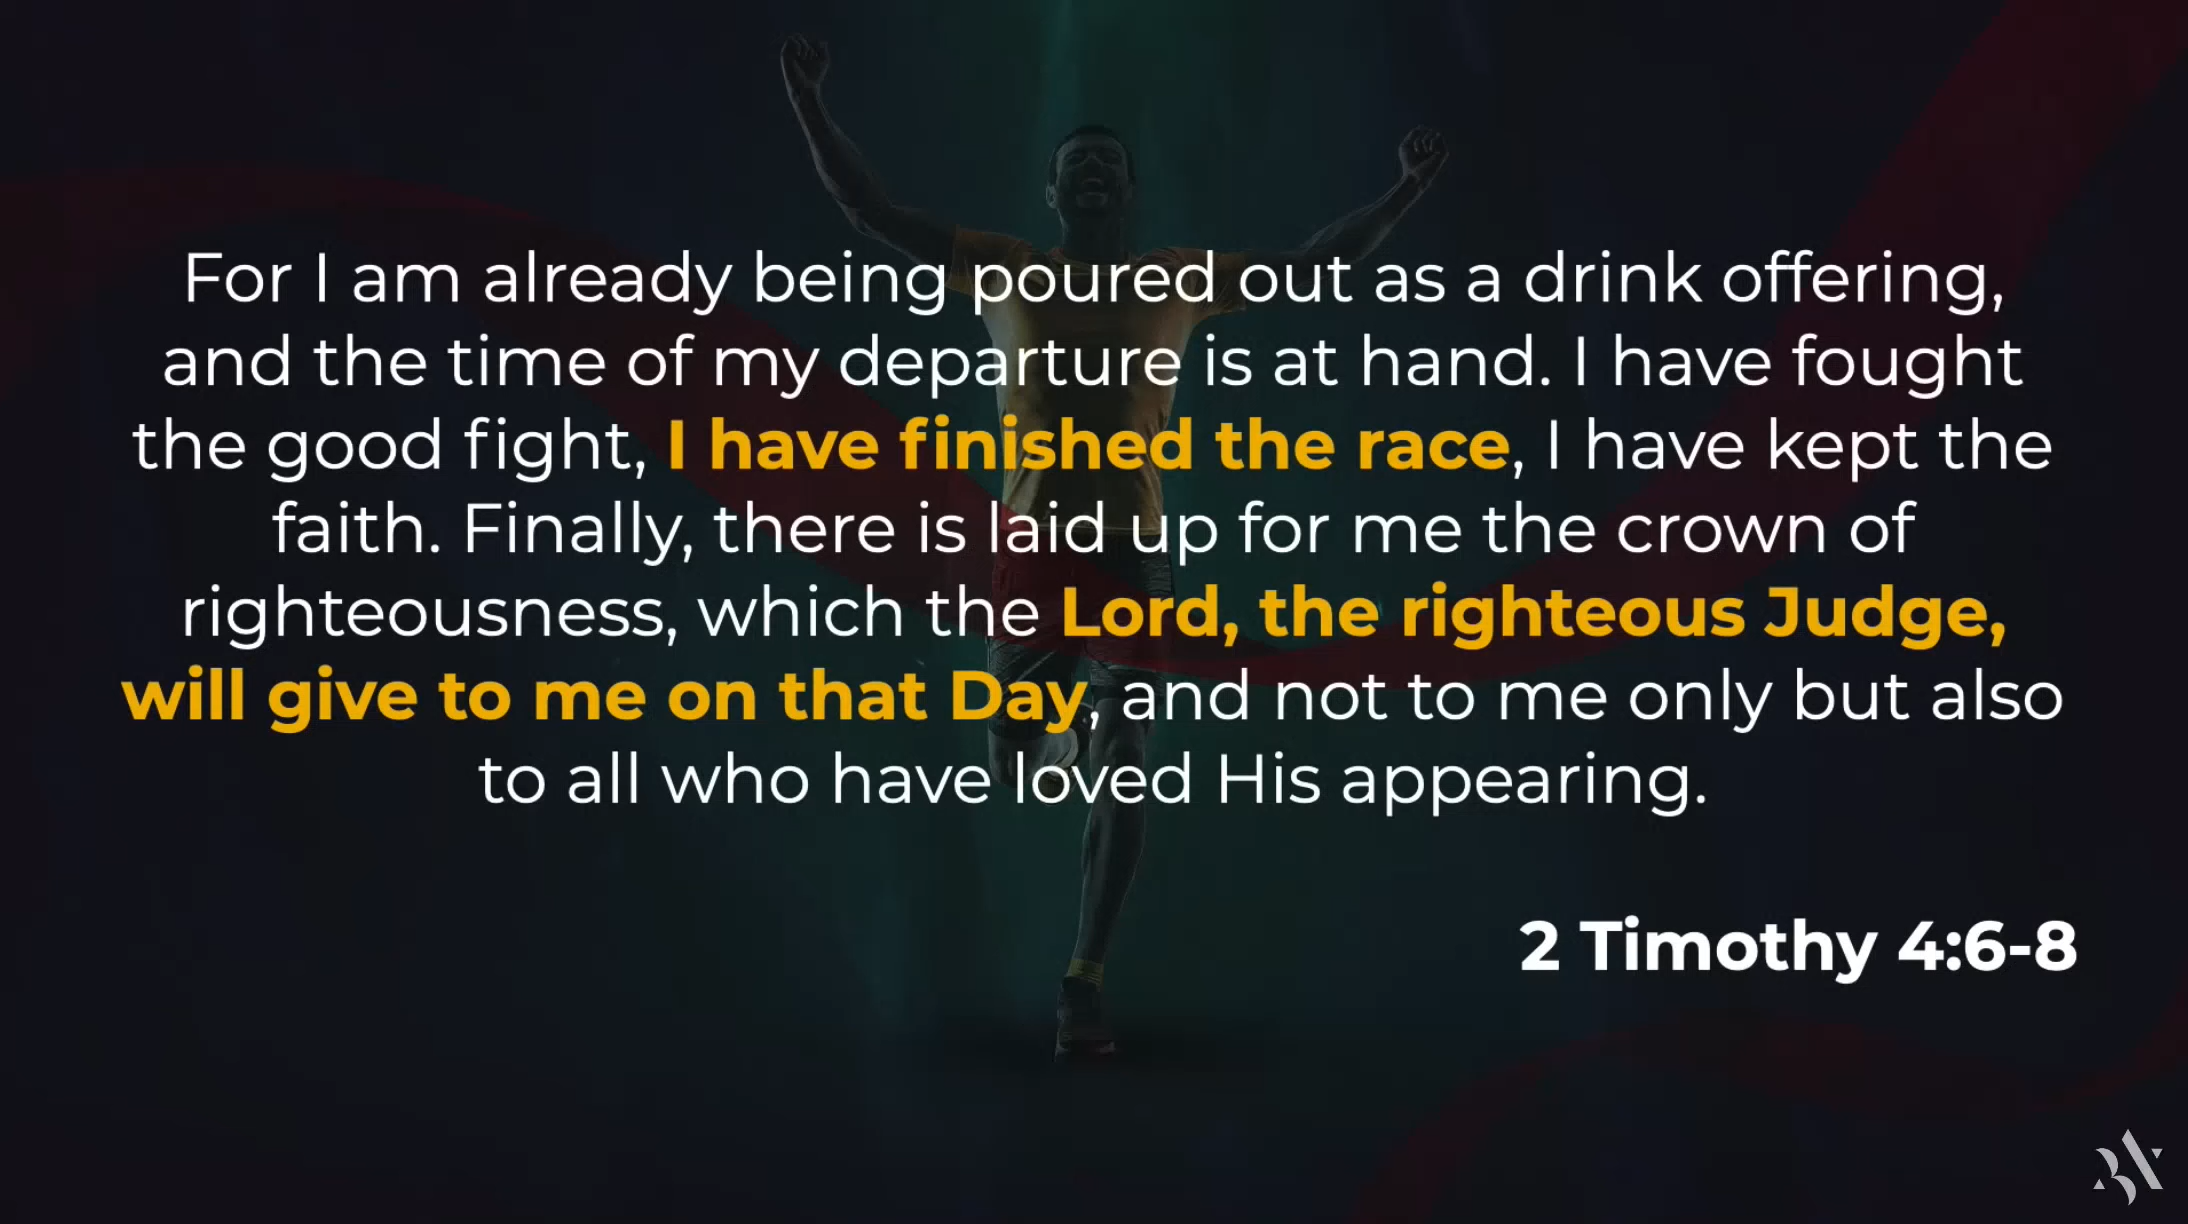 For I am already being poured out as a drink offering,
and the time of my departure is at hand. I have fought
the good fight, I have finished the race, I have kept the
faith. Finally, there is laid up for me the crown of
righteousness, which the Lord, the righteous Judge,
will give to me on that Day, and not to me only but also
to all who have loved His appearing.
2 Timothy 4:6-8